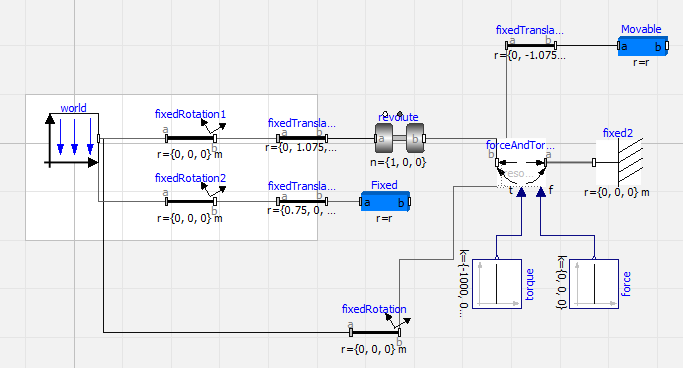 fixedTransla...
Movable
a b
a b
r={0, -1.075...
r=r
world
fixedRotation1
fixedTransla...
revolute
a
b
a b
a b
r={0, 0, 0} m
r={0, 1.075,...
n={1, 0, 0}
forceAndTor...
fixed2
b
a
reso...
t
f
r={0, 0, 0} m
fixedRotation2
fixedTransla...
Fixed
a
b
a b
a b
r={0, 0, 0} m
r={0.75, 0, ...
r=r
k={-1000, 0...
torque
k={0, 0, 0}
force
fixedRotation
a
b
r={0, 0, 0} m